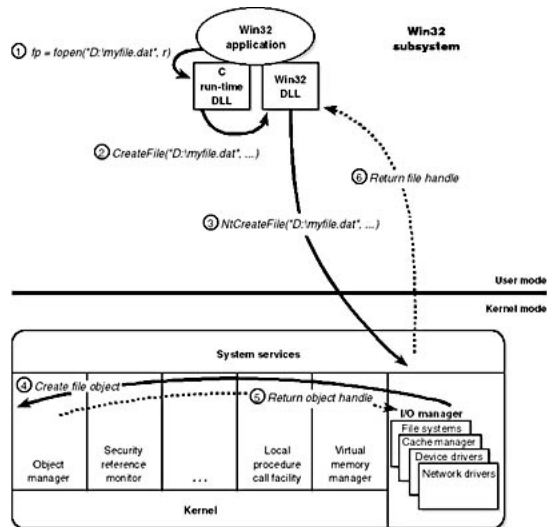 Win32
application
Win32
subsystem
① fp = fopen("D:\myfile.dat", r)
C
run-time
DLL
Win32
DLL
② CreateFile("D:\myfile.dat", ...)
⑥ Return file handle
③ NtCreateFile("D:\myfile.dat", ...)
User mode
Kernel mode
System services
④ Create file object
⑤ Return object handle
I/O manager
File systems
Cache manager
Device drivers
Network drivers
Object
manager
Security
reference
monitor
...
Local
procedure
call facility
Virtual
memory
manager
Kernel